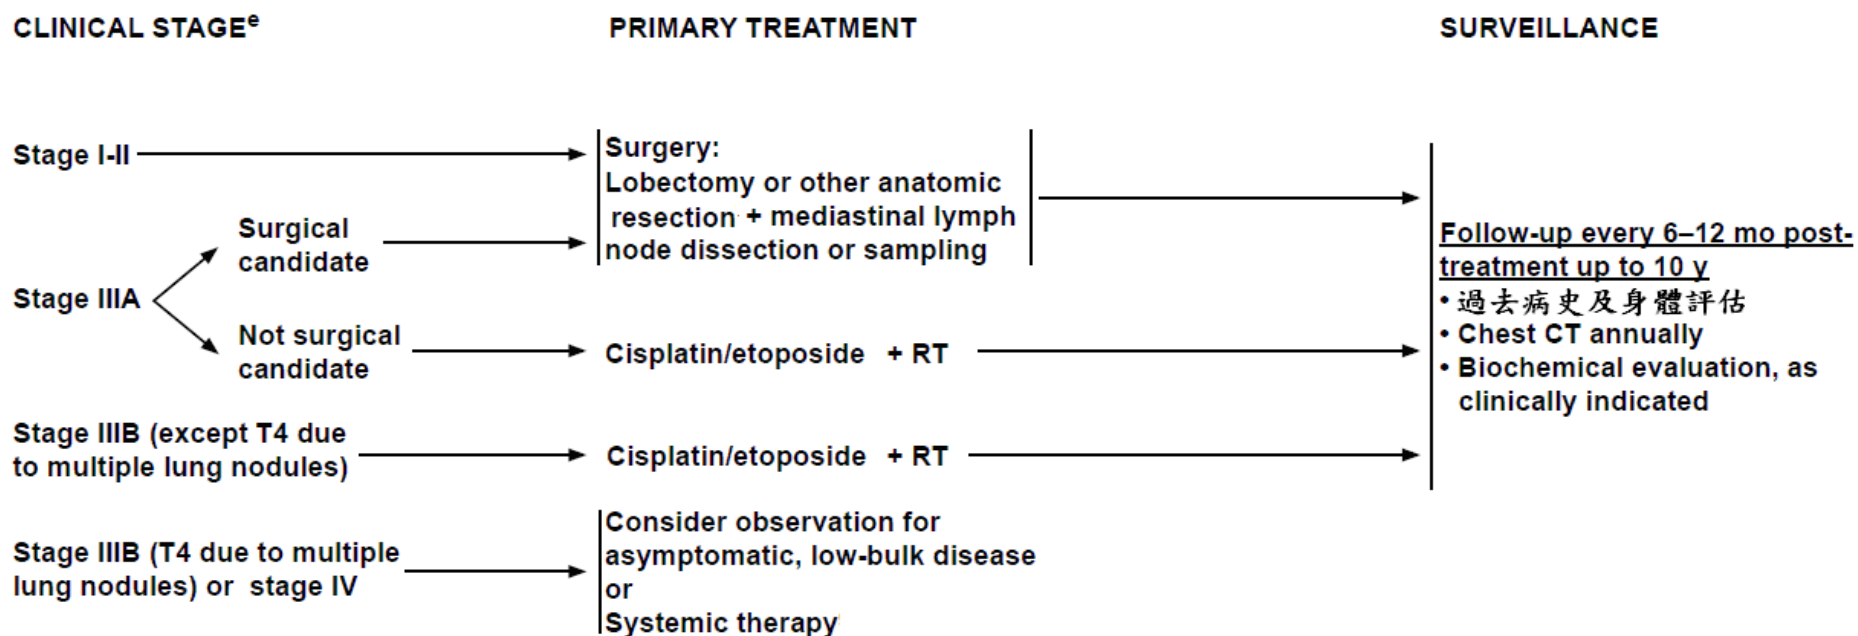 CLINICAL STAGEᵉ
PRIMARY TREATMENT
SURVEILLANCE
Stage I-II
Surgery:
Lobectomy or other anatomic
resection + mediastinal lymph
node dissection or sampling
Stage IIIA
Surgical
candidate
Not surgical
candidate
Cisplatin/etoposide + RT
Stage IIIB (except T4 due
to multiple lung nodules)
Cisplatin/etoposide + RT
Stage IIIB (T4 due to multiple
lung nodules) or stage IV
Consider observation for
asymptomatic, low-bulk disease
or
Systemic therapy
Follow-up every 6–12 mo post-
treatment up to 10 y
• 過去病史及身體評估
• Chest CT annually
• Biochemical evaluation, as
clinically indicated